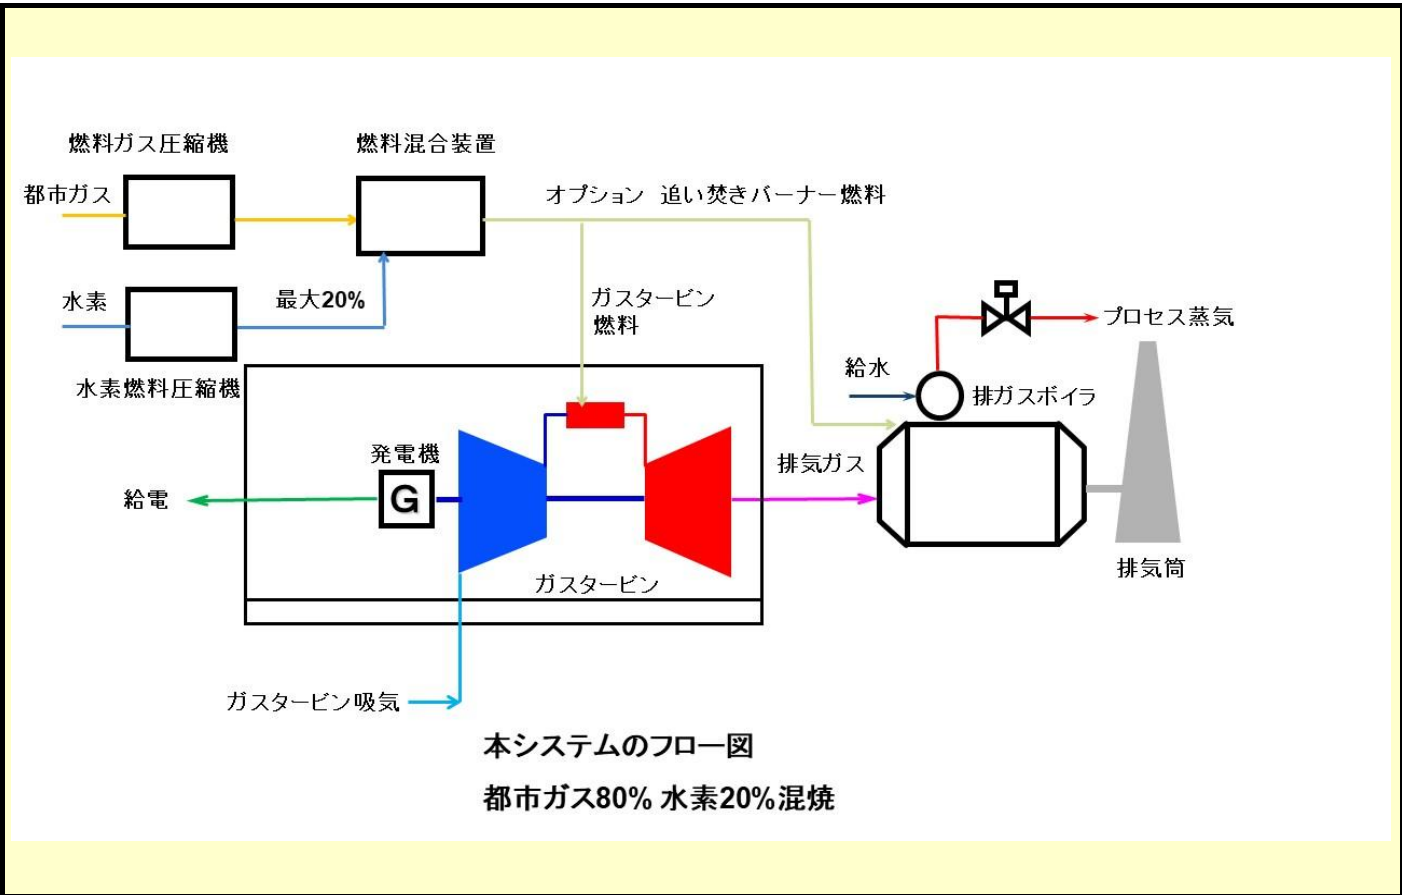 燃料ガス圧縮機
燃料混合装置
都市ガス
オプション 追い焚きバーナー燃料
水素
最大20%
ガスタービン
燃料
プロセス蒸気
水素燃料圧縮機
給水
排ガスボイラ
発電機
排気ガス
G
給電
排気筒
ガスタービン
ガスタービン吸気
本システムのフロー図
都市ガス80% 水素20%混焼